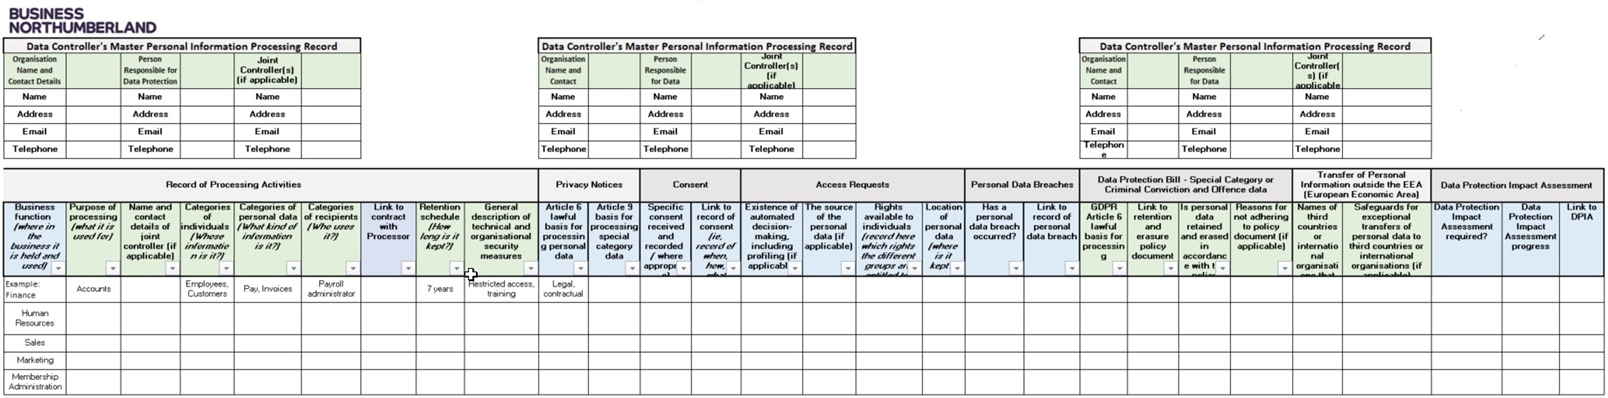 BUSINESS
NORTHUMBERLAND
Data Controller's Master Personal Information Processing Record
Organisation
Name and
Contact Details
Person
Responsible for
Data Protection
Joint
Controller(s)
(if applicable)
Name Name Name
Address Address Address
Email Email Email
Telephone Telephone Telephone
Data Controller's Master Personal Information Processing Record
Organisation
Name and
Contact
Person
Responsible
for Data
Joint
Controller(s)
(if
applicable)
Name Name Name
Address Address Address
Email Email Email
Telephone Telephone Telephone
Data Controller's Master Personal Information Processing Record
Organisation
Name and
Contact
Person
Responsible
for Data
Joint
Controller(
s) (if
applicable)
Name Name Name
Address Address Address
Email Email Email
Telephon
e
Telephone Telephone
Record of Processing Activities
Privacy Notices
Consent
Access Requests
Personal Data Breaches
Data Protection Bill - Special Category or
Criminal Conviction and Offence data
Transfer of Personal
Information outside the EEA
(European Economic Area)
Data Protection Impact Assessment
Business
function
(where in
the
business it
is held and
used)
Purpose of
processing
(what it is
used for)
Name and
contact
details of
joint
controller (if
applicable)
Categories
of
individuals
(Whose
informatio
n is it?)
Categories of
personal data
(What kind of
information
is it?)
Categories
of recipients
(Who uses
it?)
Link to
contract
with
Processor
Retention
schedule
(How
long is it
kept?)
General
description of
technical and
organisational
security
measures
Article 6
lawful
basis for
processin
g personal
data
Article 9
basis for
processing
special
category
data
Specific
consent
received
and
recorded
( where
appropr
Link to
record of
consent
(ie,
record of
when,
how,
what
Existence of
automated
decision-
making,
including
profiling (if
applicabl
The source
of the
personal
data (if
applicable)
Rights
available to
individuals
(record here
which rights
the different
groups are
entitled to
Location
of
personal
data
(where
is it
kept
Has a
personal
data breach
occurred?
Link to
record of
personal
data breach
GDPR
Article 6
lawful
basis for
processin
g
Link to
retention
and
erasure
policy
document
Is personal
data
retained
and erased
in
accordanc
e with t
Reasons for
not adhering
to policy
document (if
applicable)
Names of
third
countries
or
internatio
nal
organisati
ons that
Safeguards for
exceptional
transfers of
personal data to
third countries or
international
organisations (if
applicable)
Data Protection
Impact
Assessment
required?
Data
Protection
Impact
Assessment
progress
Link to
DPIA
Example:
Finance
Accounts
Employees,
Customers
Pay, Invoices
Payroll
administrator
7 years
Restricted access,
training
Legal,
contractual
Human
Resources
Sales
Marketing
Membership
Administration